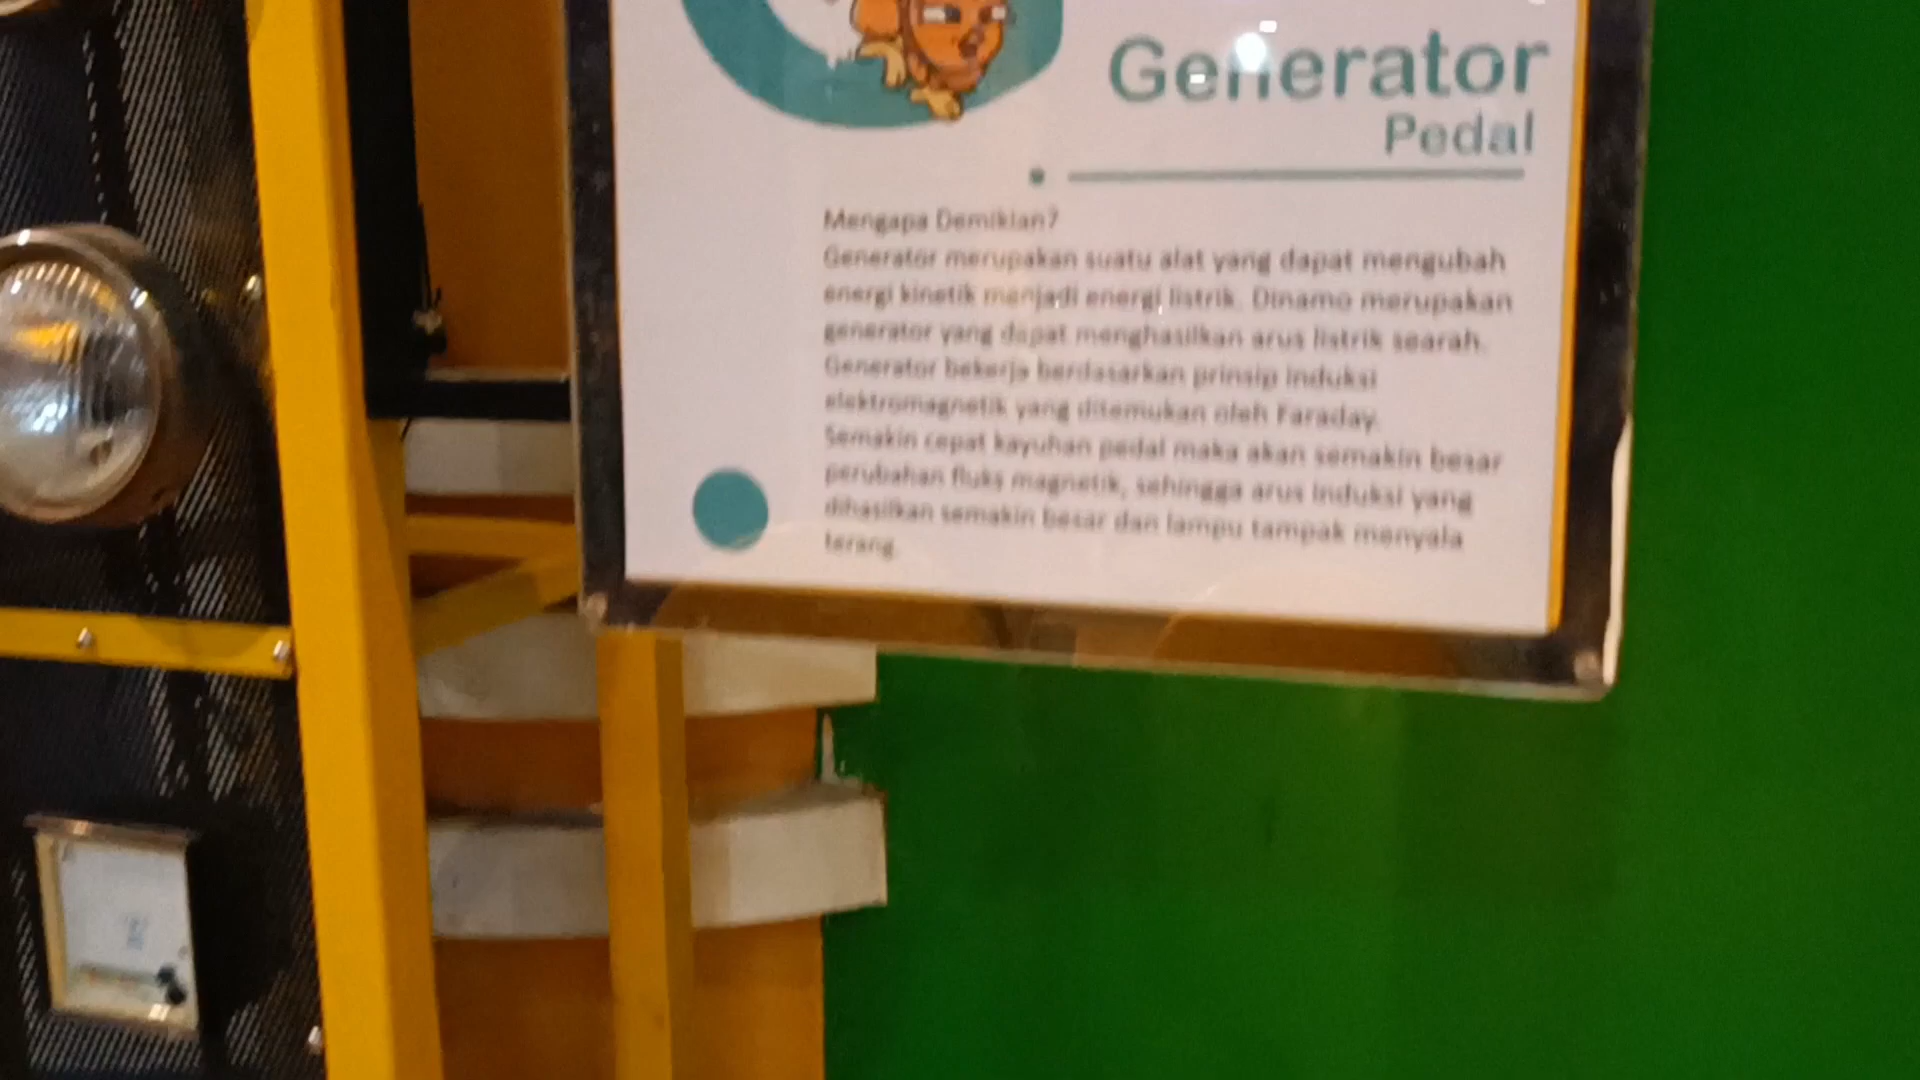 Generator
Pedal
Mengapa Demikian?
Generator merupakan suatu alat yang dapat mengubah
energi kinetik menjadi energi listrik. Dinamo merupakan
generator yang dapat menghasilkan arus listrik searah.
Generator bekerja berdasarkan prinsip induksi
elektromagnetik yang ditemukan oleh Faraday.
Semakin cepat kayuhan pedal maka akan semakin besar
perubahan fluks magnetik, sehingga arus induksi yang
dihasilkan semakin besar dan lampu tampak menyala
terang.